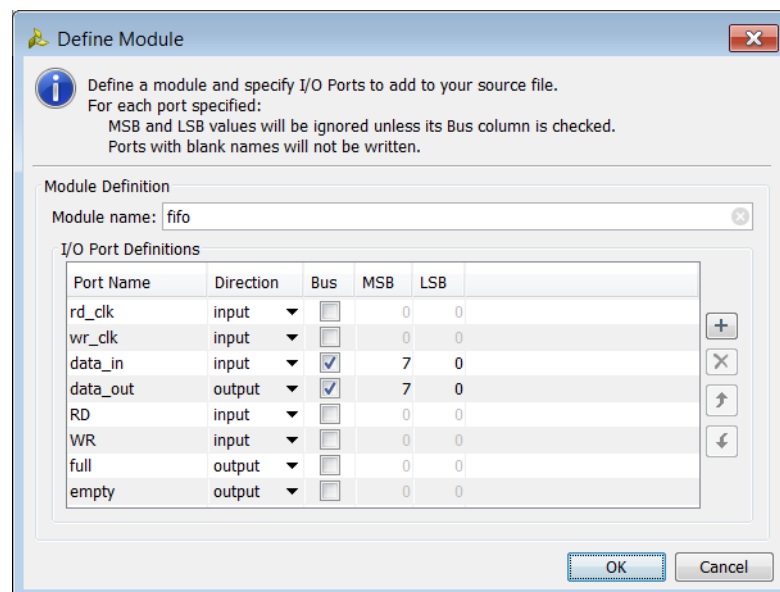 Define Module
Define a module and specify I/O Ports to add to your source file.
For each port specified:
MSB and LSB values will be ignored unless its Bus column is checked.
Ports with blank names will not be written.
Module Definition
Module name: fifo
I/O Port Definitions
Port Name Direction Bus MSB LSB
rd_clk input 0 0
wr_clk input 0 0
data_in input 7 0
data_out output 7 0
RD input 0 0
WR input 0 0
full output 0 0
empty output 0 0
OK Cancel